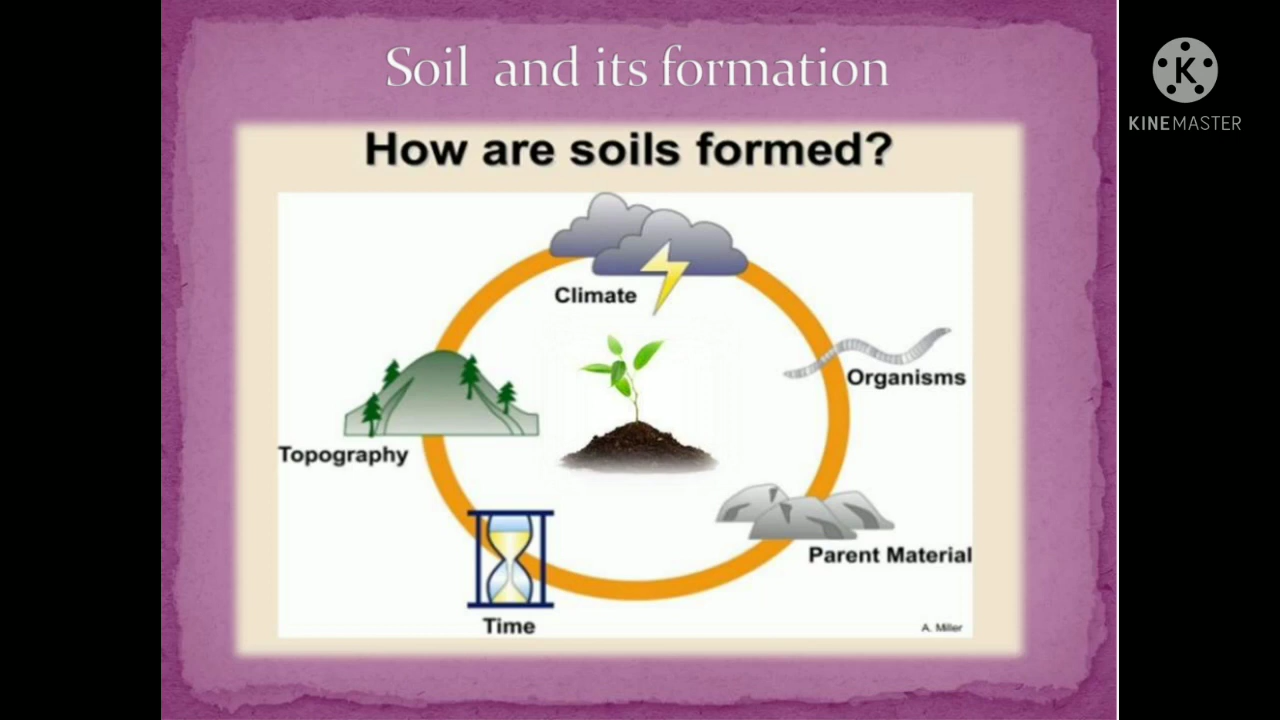 Soil and its formation
KINEMASTER
How are soils formed?
Climate
Organisms
Topography
Parent Material
Time
A. Miller